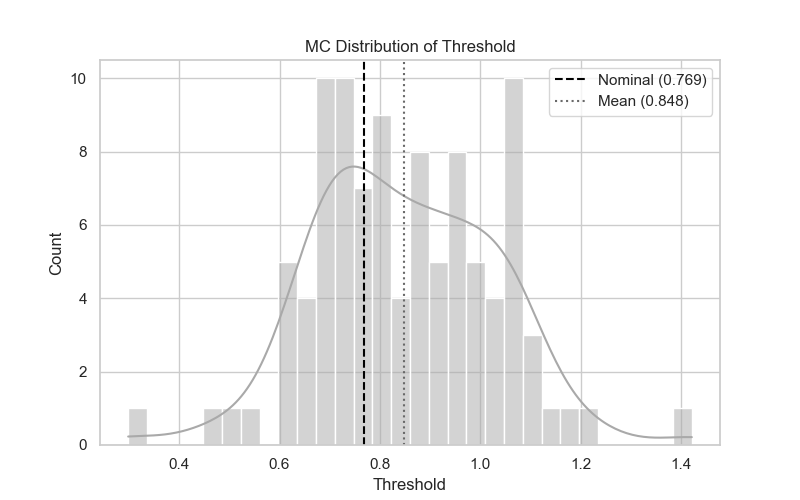 MC Distribution of Threshold
Nominal (0.769)
Mean (0.848)
Count
10
8
6
4
2
0
0.4 0.6 0.8 1.0 1.2 1.4
Threshold